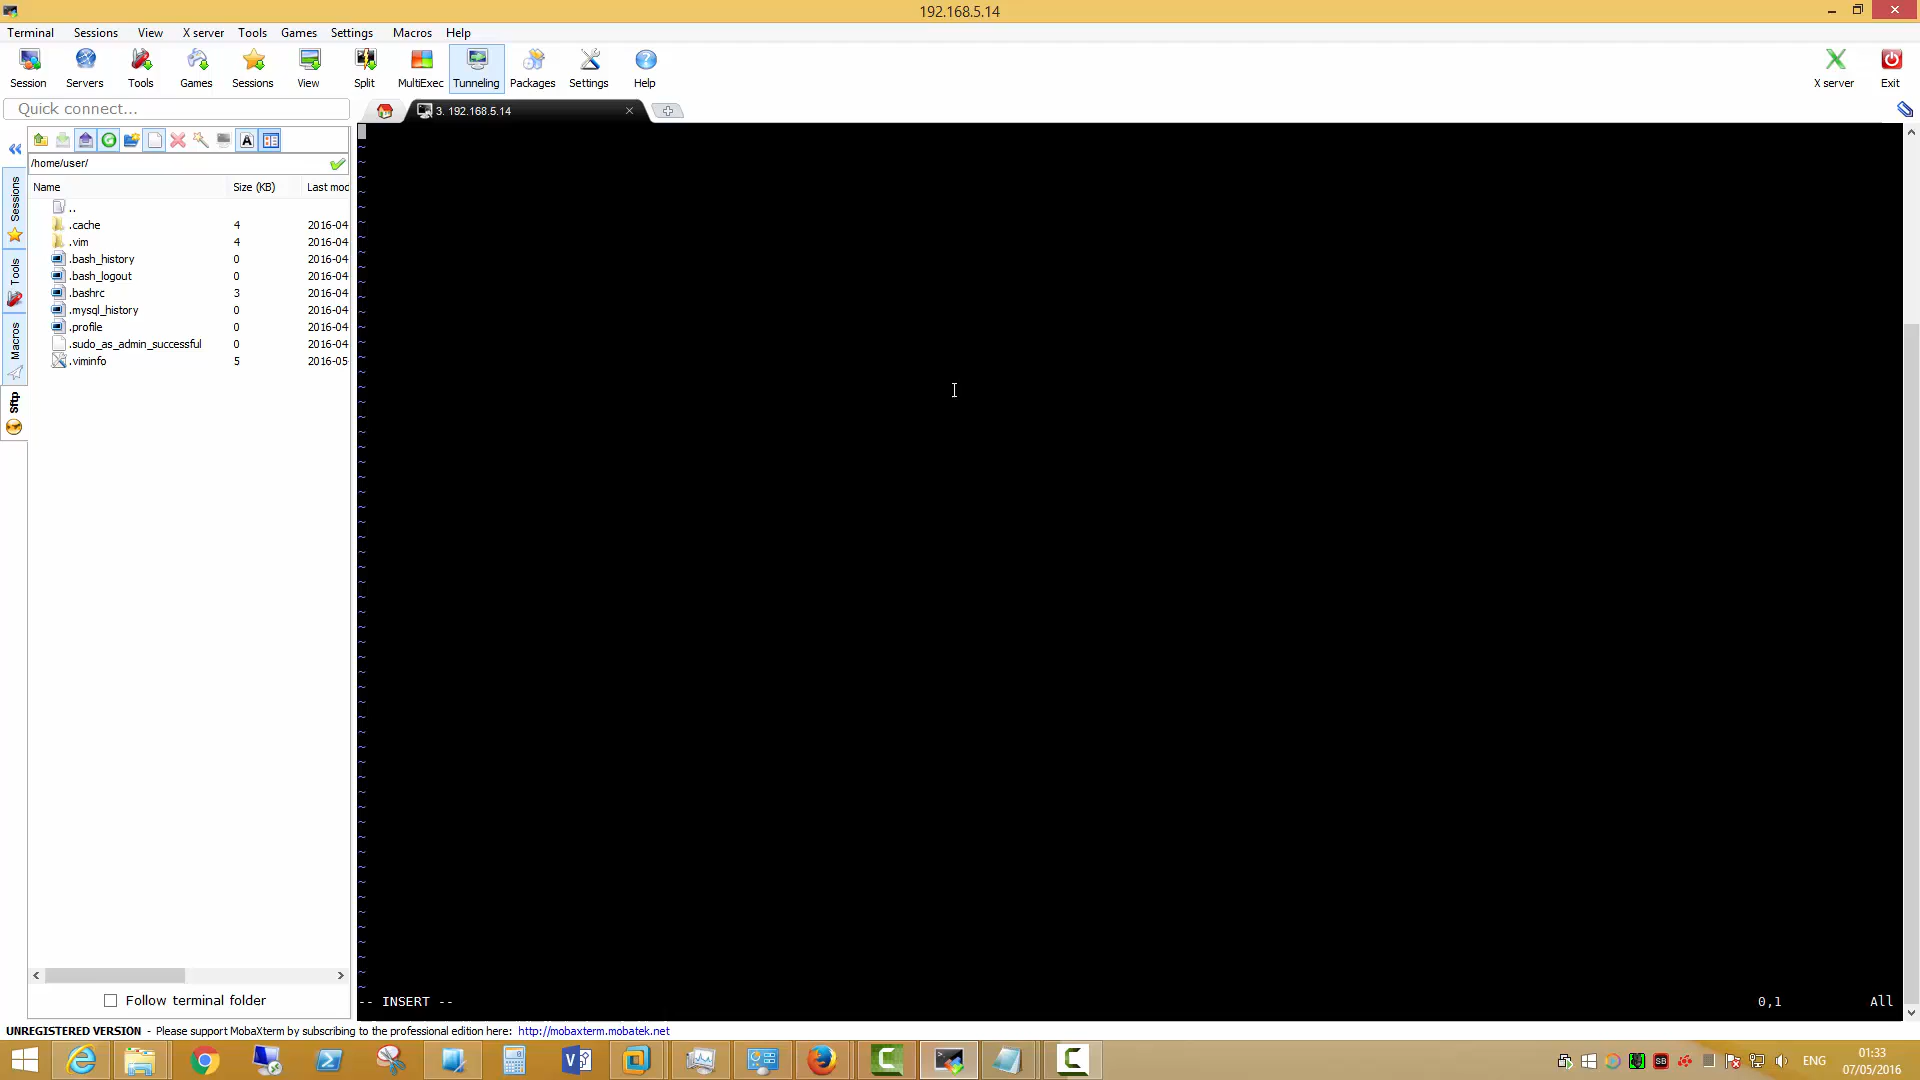 192.168.5.14
Terminal Sessions View X server Tools Games Settings Macros Help
Session Servers Tools Games Sessions View Split MultiExec Tunneling Packages Settings Help X server Exit
Quick connect...
3. 192.168.5.14
/home/user/
Name Size (KB) Last mod
..
.cache 4 2016-04
.vim 4 2016-04
.bash_history 0 2016-04
.bash_logout 0 2016-04
.bashrc 3 2016-04
.mysql_history 0 2016-04
.profile 0 2016-04
.sudo_as_admin_successful 0 2016-04
.viminfo 5 2016-05
Sessions
Tools
Macros
Sftp
Follow terminal folder
-- INSERT -- 0,1 All
UNREGISTERED VERSION - Please support MobaXterm by subscribing to the professional edition here: http://mobaxterm.mobatek.net
ENG
01:33
07/05/2016